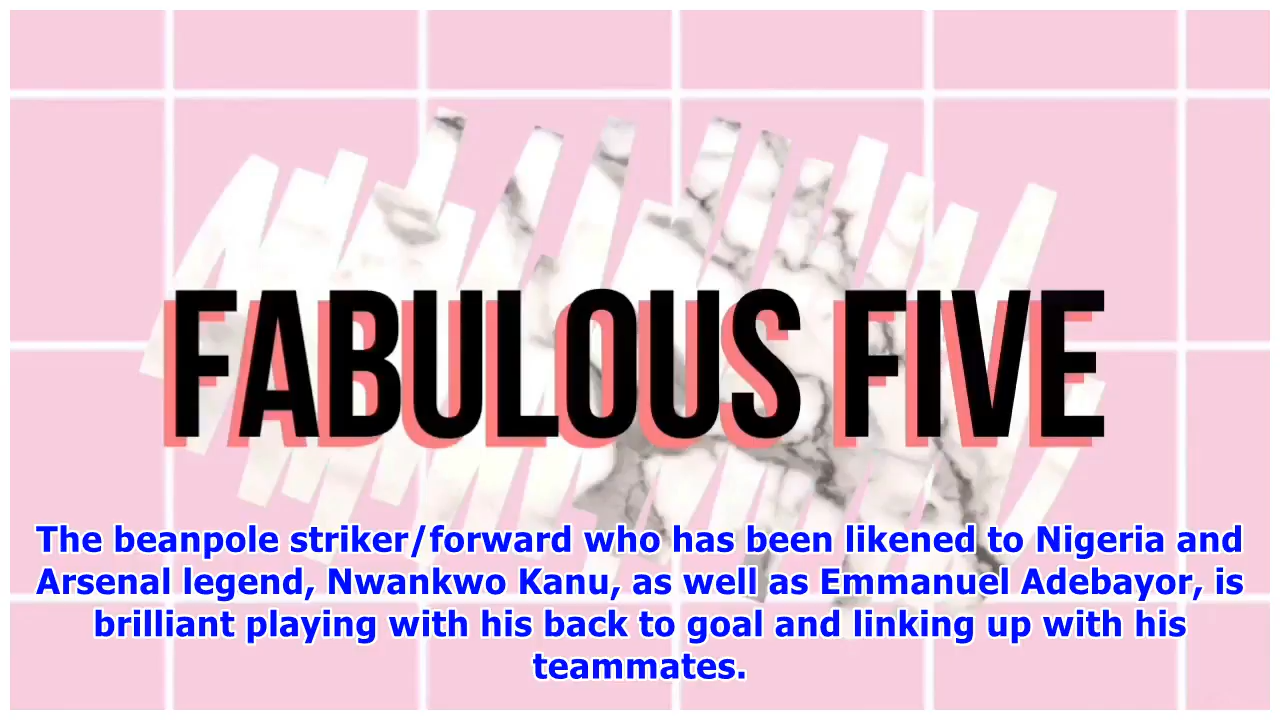 FABULOUS FIVE
The beanpole striker/forward who has been likened to Nigeria and
Arsenal legend, Nwankwo Kanu, as well as Emmanuel Adebayor, is
brilliant playing with his back to goal and linking up with his
teammates.